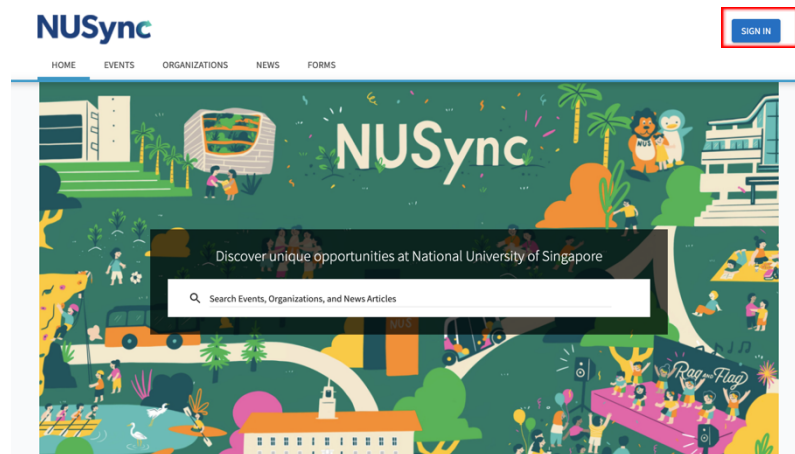 NUSync
SIGN IN
HOME EVENTS ORGANIZATIONS NEWS FORMS
NUSync
NUS
Discover unique opportunities at National University of Singapore
Search Events, Organizations, and News Articles
NUS
Rag and Flag